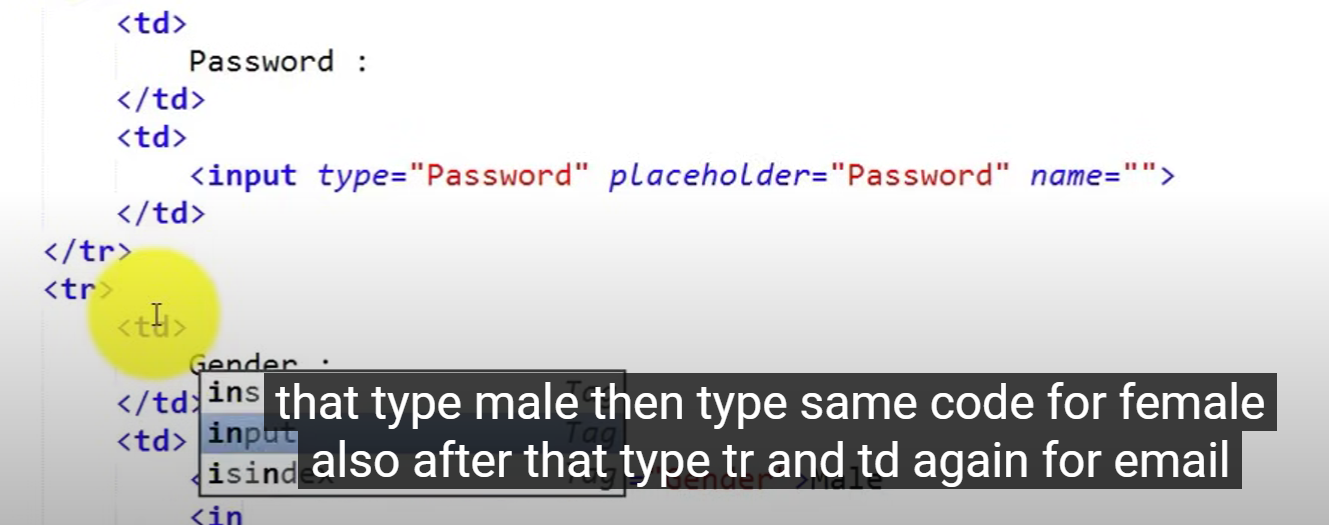 <td>
Password :
</td>
<td>
<input type="Password" placeholder="Password" name="">
</td>
</tr>
<tr>
<td>
Gender :
</td>
<td>
ins Tag
input Tag
isindex Tag
="Gender">Male
<in
that type male then type same code for female
also after that type tr and td again for email